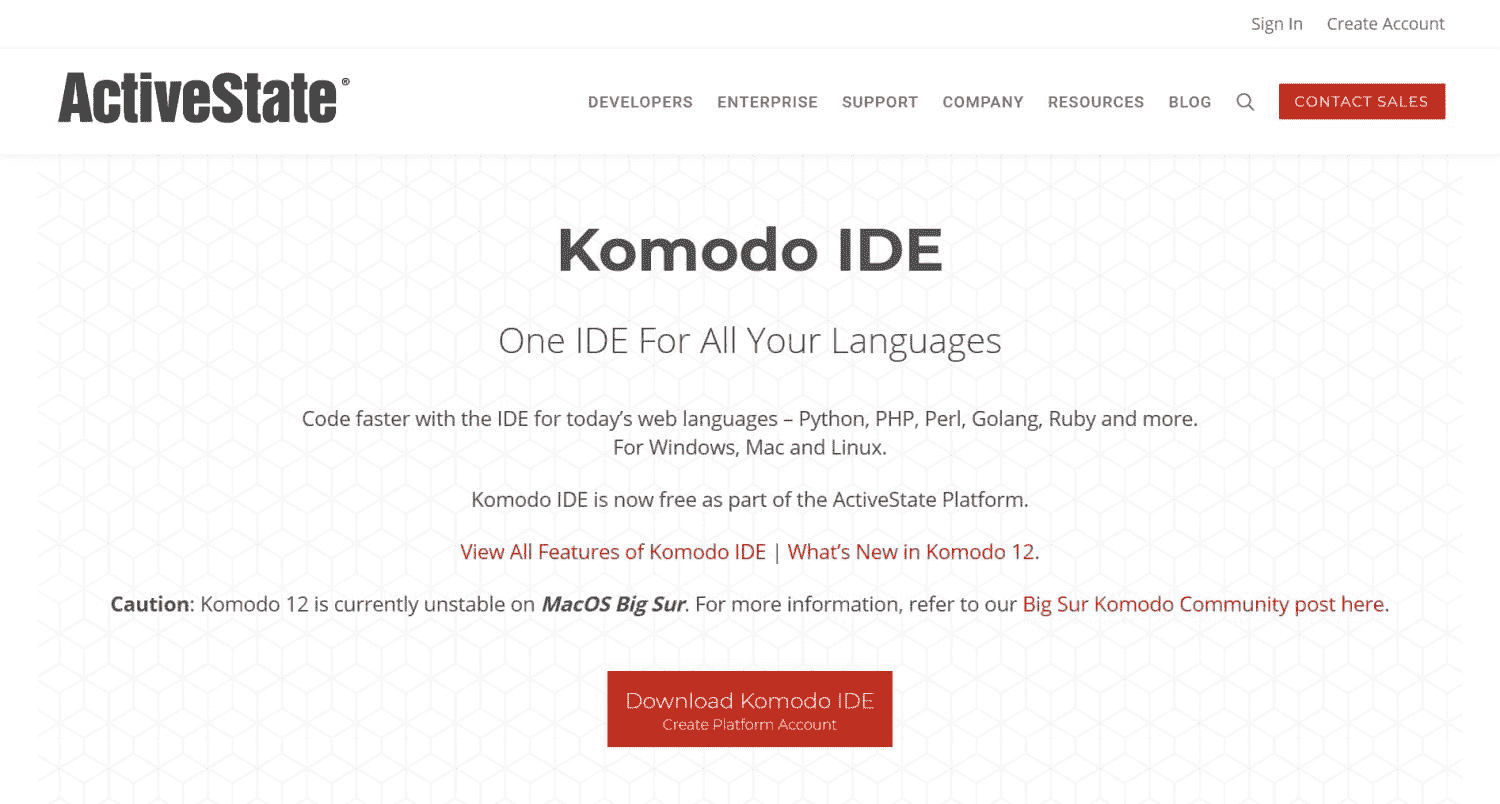 Sign In Create Account
ActiveState®
DEVELOPERS ENTERPRISE SUPPORT COMPANY RESOURCES BLOG CONTACT SALES
Komodo IDE
One IDE For All Your Languages
Code faster with the IDE for today’s web languages – Python, PHP, Perl, Golang, Ruby and more.
For Windows, Mac and Linux.
Komodo IDE is now free as part of the ActiveState Platform.
View All Features of Komodo IDE | What’s New in Komodo 12.
Caution: Komodo 12 is currently unstable on MacOS Big Sur. For more information, refer to our Big Sur Komodo Community post here.
Download Komodo IDE
Create Platform Account